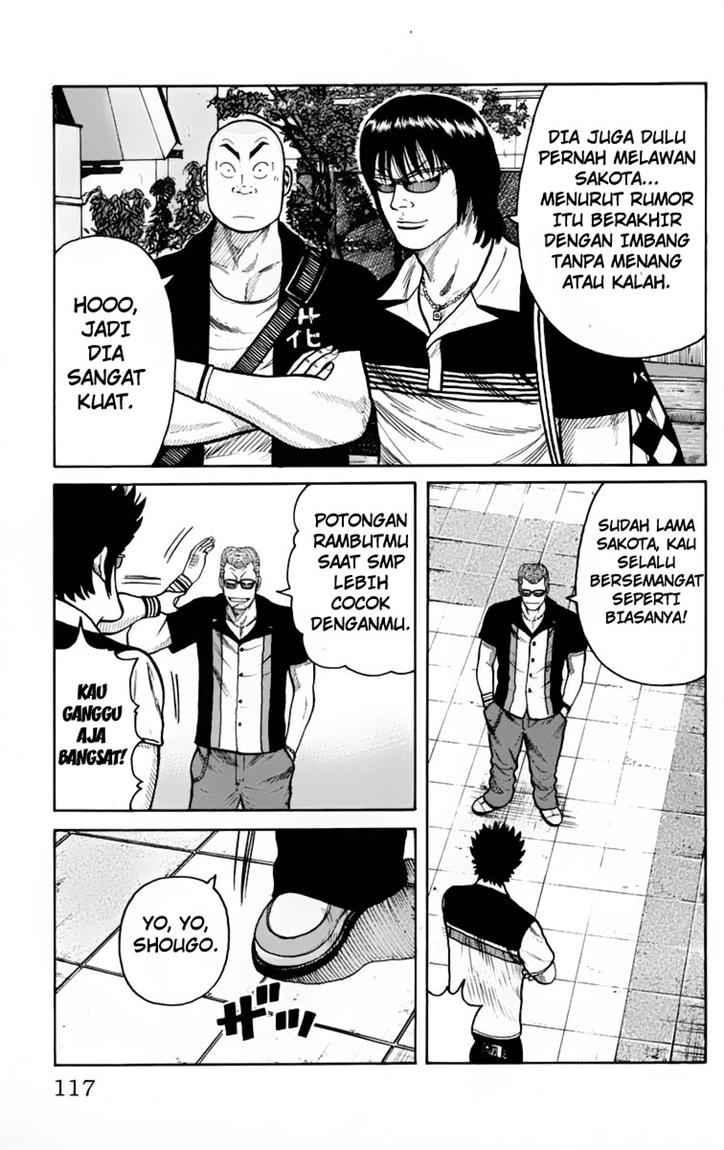 DIA JUGA DULU
PERNAH MELAWAN
SAKOTA...
MENURUT RUMOR
ITU BERAKHIR
DENGAN IMBANG
TANPA MENANG
ATAU KALAH.
HOOO,
JADI
DIA
SANGAT
KUAT.
SUDAH LAMA
SAKOTA, KAU
SELALU
BERSEMANGAT
SEPERTI
BIASANYA!
POTONGAN
RAMBUTMU
SAAT SMP
LEBIH
COCOK
DENGANMU.
KAU
GANGGU
AJA
BANGSAT!
YO, YO,
SHOUGO.
ザッ
117